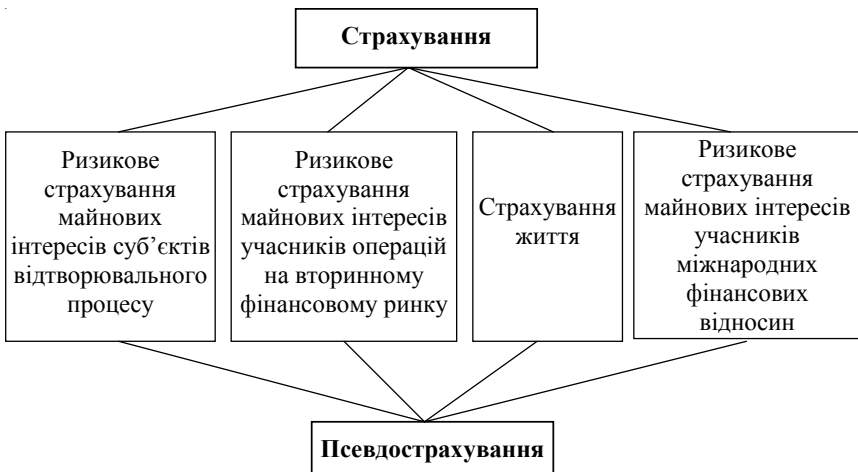 Страхування
Ризикове
страхування
майнових
інтересів суб’єктів
відтворювального
процесу
Ризикове
страхування
майнових інтересів
учасників операцій
на вторинному
фінансовому ринку
Страхування
життя
Ризикове
страхування
майнових інтересів
учасників
міжнародних
фінансових
відносин
Псевдострахування